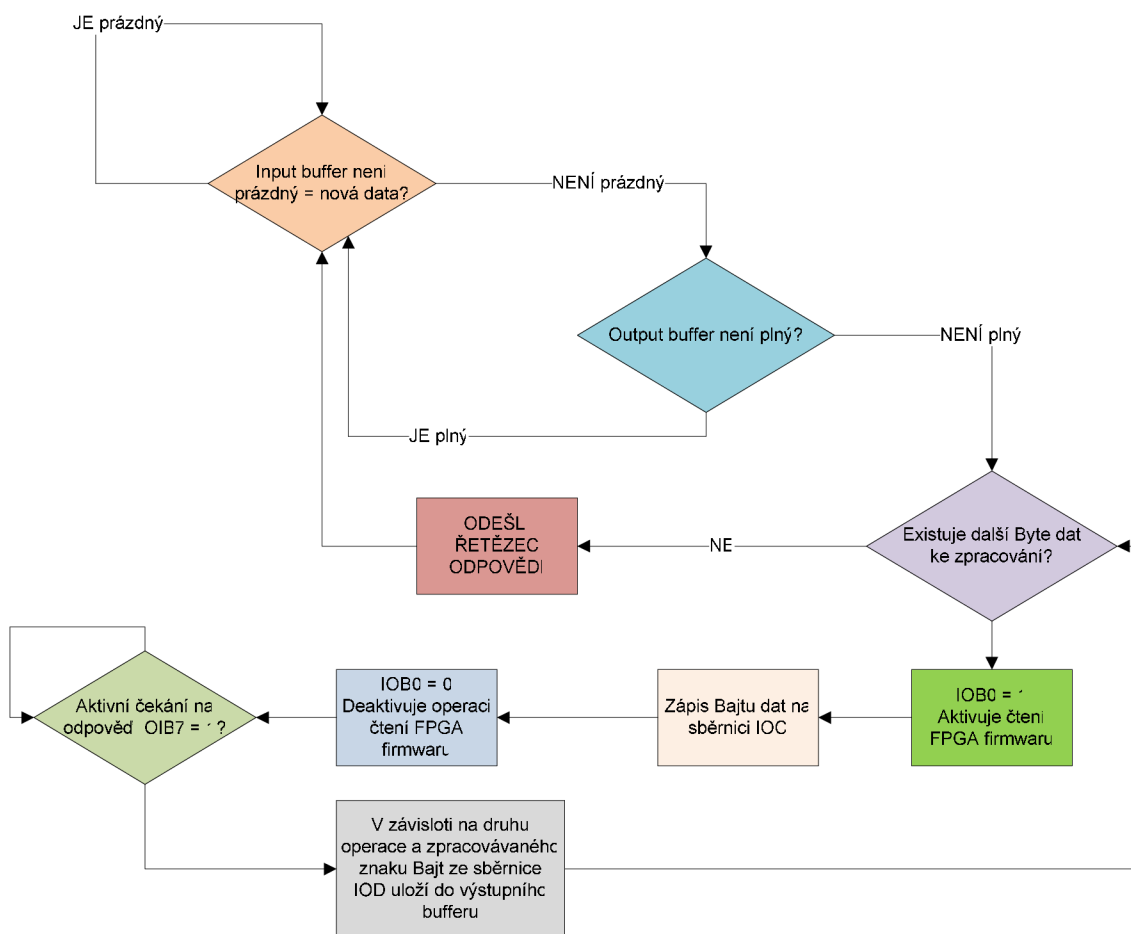 JE prázdný
Input buffer není
prázdný = nová data?
NENÍ prázdný
Output buffer není plný?
NENÍ plný
JE plný
ODEŠL
ŘETĚZEC
ODPOVĚDI
NE
Existuje další Byte dat
ke zpracování?
Aktivní čekání na
odpověď OIB7 = 1?
IOB0 = 0
Deaktivuje operaci
čtení FPGA
firmwaru
Zápis Bajtu dat na
sběrnici IOC
IOB0 = 1
Aktivuje čtení
FPGA firmwaru
V závisloti na druhu
operace a zpracovávaného
znaku Bajt ze sběrnice
IOD uloží do výstupního
bufferu